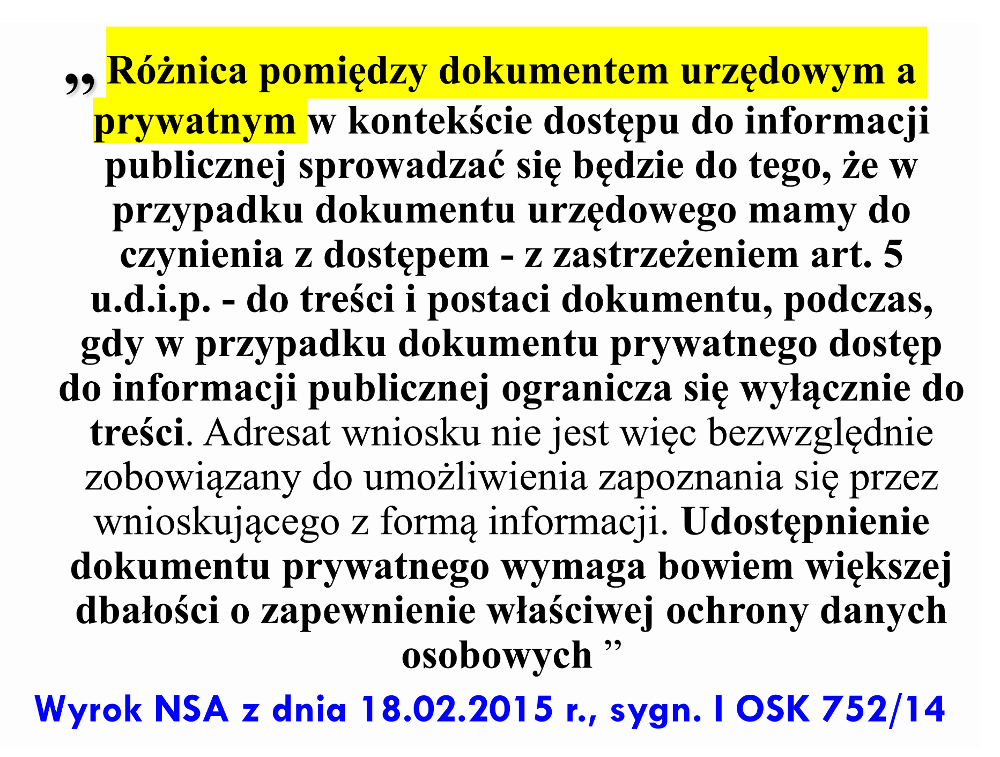 „ Różnica pomiędzy dokumentem urzędowym a
prywatnym w kontekście dostępu do informacji
publicznej sprowadzać się będzie do tego, że w
przypadku dokumentu urzędowego mamy do
czynienia z dostępem - z zastrzeżeniem art. 5
u.d.i.p. - do treści i postaci dokumentu, podczas,
gdy w przypadku dokumentu prywatnego dostęp
do informacji publicznej ogranicza się wyłącznie do
treści. Adresat wniosku nie jest więc bezwzględnie
zobowiązany do umożliwienia zapoznania się przez
wnioskującego z formą informacji. Udostępnienie
dokumentu prywatnego wymaga bowiem większej
dbałości o zapewnienie właściwej ochrony danych
osobowych ”
Wyrok NSA z dnia 18.02.2015 r., sygn. I OSK 752/14